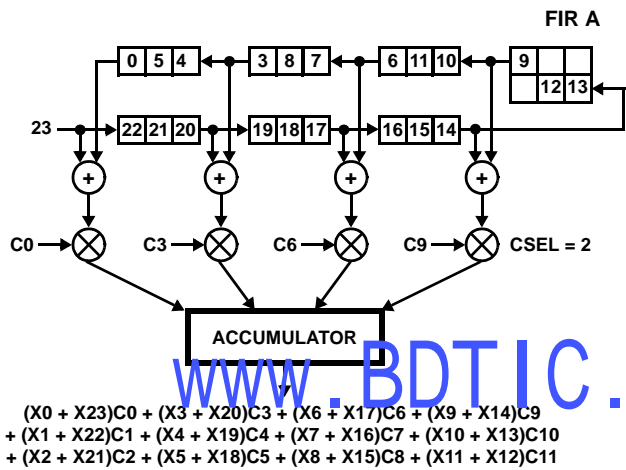 FIR A
0 5 4 3 8 7 6 11 10 9
12 13
23 22 21 20 19 18 17 16 15 14
+ + + +
C0 C3 C6 C9 CSEL = 2
ACCUMULATOR
www.BDTIC.
(X0 + X23)C0 + (X3 + X20)C3 + (X6 + X17)C6 + (X9 + X14)C9
+ (X1 + X22)C1 + (X4 + X19)C4 + (X7 + X16)C7 + (X10 + X13)C10
+ (X2 + X21)C2 + (X5 + X18)C5 + (X8 + X15)C8 + (X11 + X12)C11